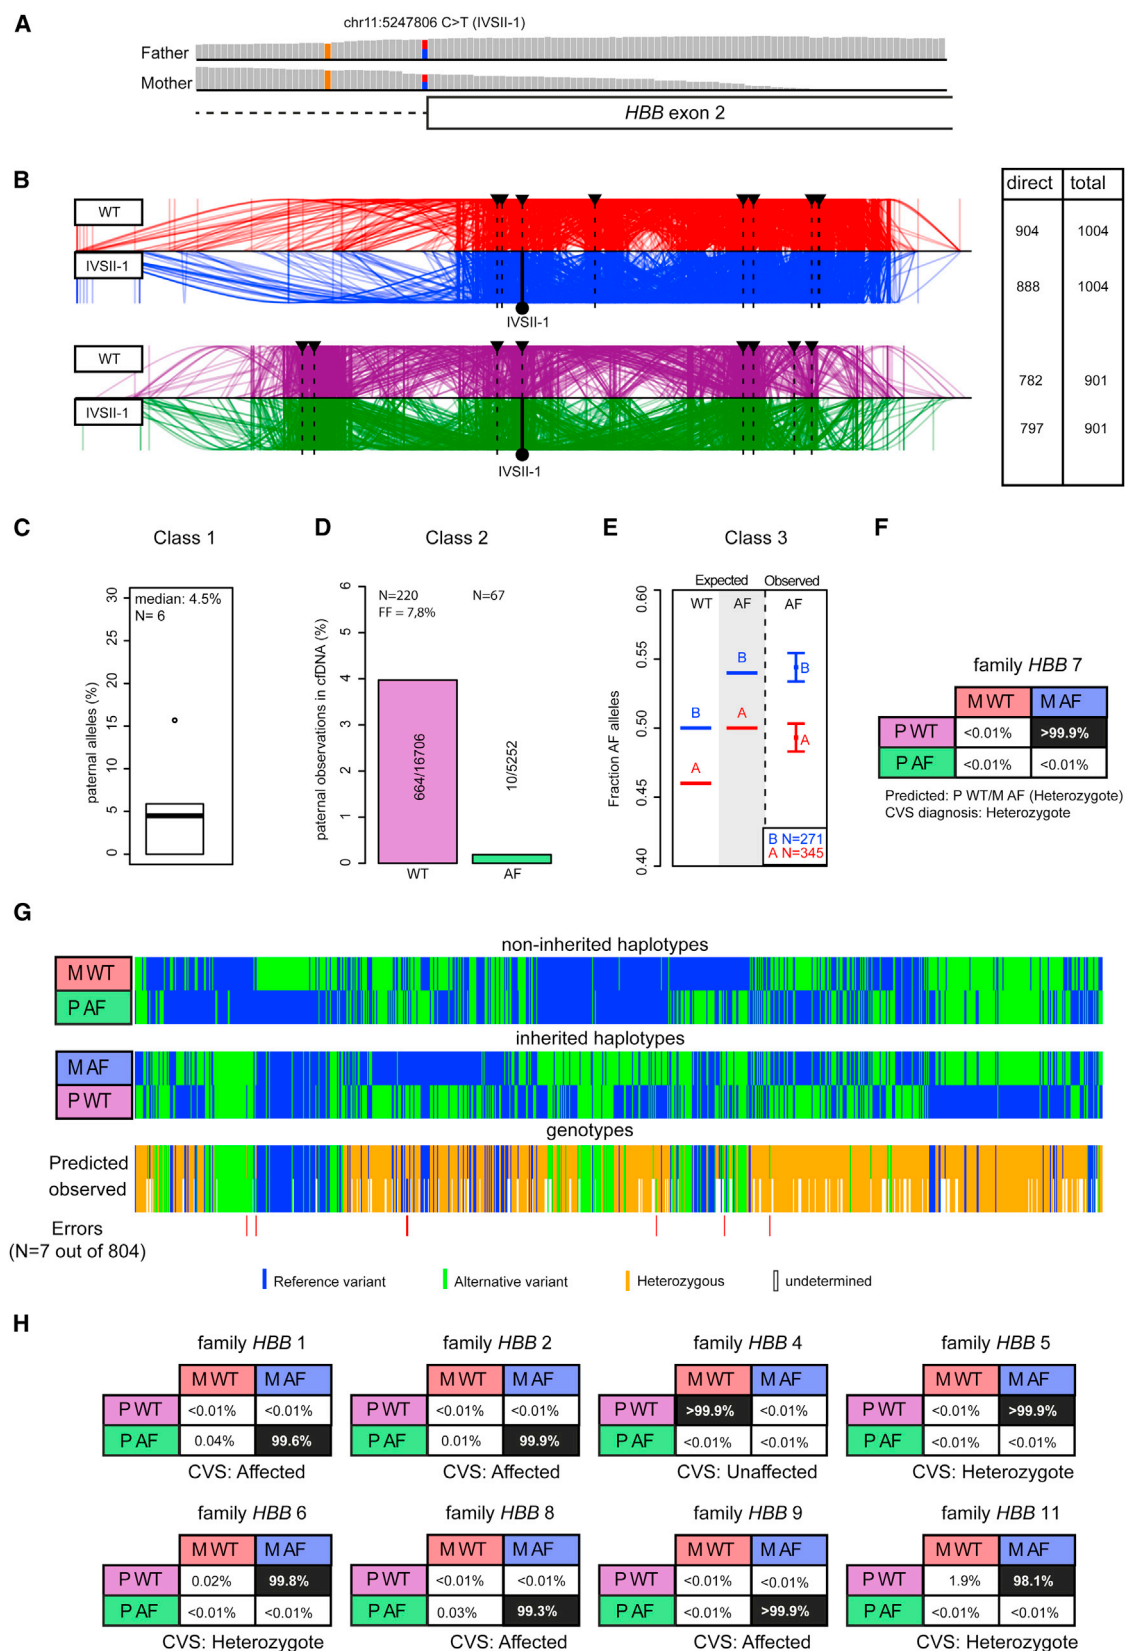 A
chr11:5247806 C>T (IVSII-1)
Father
Mother
HBB exon 2
B
WT
IVSII-1
IVSII-1
WT
IVSII-1
IVSII-1
direct total
904 1004
888 1004
782 901
797 901
C
Class 1
median: 4.5%
N= 6
paternal alleles (%)
0 5 10 15 20 25 30
D
Class 2
N=220
FF = 7,8%
N=67
paternal observations in cfDNA (%)
0 1 2 3 4 5 6
664/16706
10/5252
WT AF
E
Class 3
Expected Observed
WT AF AF
Fraction AF alleles
0.40 0.45 0.50 0.55 0.60
B
A
B
A
B
A
B N=271
A N=345
F
family HBB 7
M WT M AF
P WT <0.01% >99.9%
P AF <0.01% <0.01%
Predicted: P WT/M AF (Heterozygote)
CVS diagnosis: Heterozygote
G
non-inherited haplotypes
M WT
P AF
inherited haplotypes
M AF
P WT
genotypes
Predicted
observed
Errors
(N=7 out of 804)
Reference variant
Alternative variant
Heterozygous
undetermined
H
family HBB 1
M WT M AF
P WT <0.01% <0.01%
P AF 0.04% 99.6%
CVS: Affected
family HBB 2
M WT M AF
P WT <0.01% <0.01%
P AF 0.01% 99.9%
CVS: Affected
family HBB 4
M WT M AF
P WT >99.9% <0.01%
P AF <0.01% <0.01%
CVS: Unaffected
family HBB 5
M WT M AF
P WT <0.01% >99.9%
P AF <0.01% <0.01%
CVS: Heterozygote
family HBB 6
M WT M AF
P WT 0.02% 99.8%
P AF <0.01% <0.01%
CVS: Heterozygote
family HBB 8
M WT M AF
P WT <0.01% <0.01%
P AF 0.03% 99.3%
CVS: Affected
family HBB 9
M WT M AF
P WT <0.01% <0.01%
P AF <0.01% >99.9%
CVS: Affected
family HBB 11
M WT M AF
P WT 1.9% 98.1%
P AF <0.01% <0.01%
CVS: Heterozygote